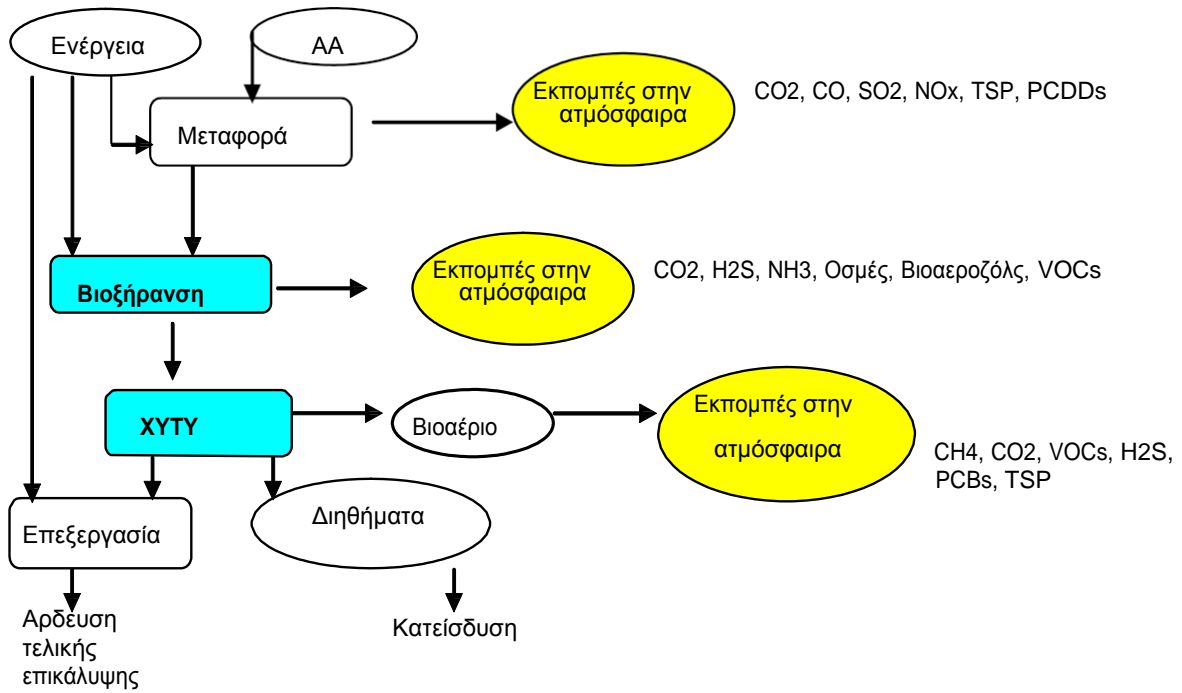 Ενέργεια
ΑΑ
Εκπομπές στην
ατμόσφαιρα
CO2, CO, SO2, NOx, TSP, PCDDs
Μεταφορά
Βιοξήρανση
Εκπομπές στην
ατμόσφαιρα
CO2, H2S, NH3, Οσμές, Βιοαεροζόλς, VOCs
ΧΥΤΥ
Βιοαέριο
Εκπομπές στην
ατμόσφαιρα
CH4, CO2, VOCs, H2S,
PCBs, TSP
Επεξεργασία
Διηθήματα
Αρδευση
τελικής
επικάλυψης
Κατείσδυση